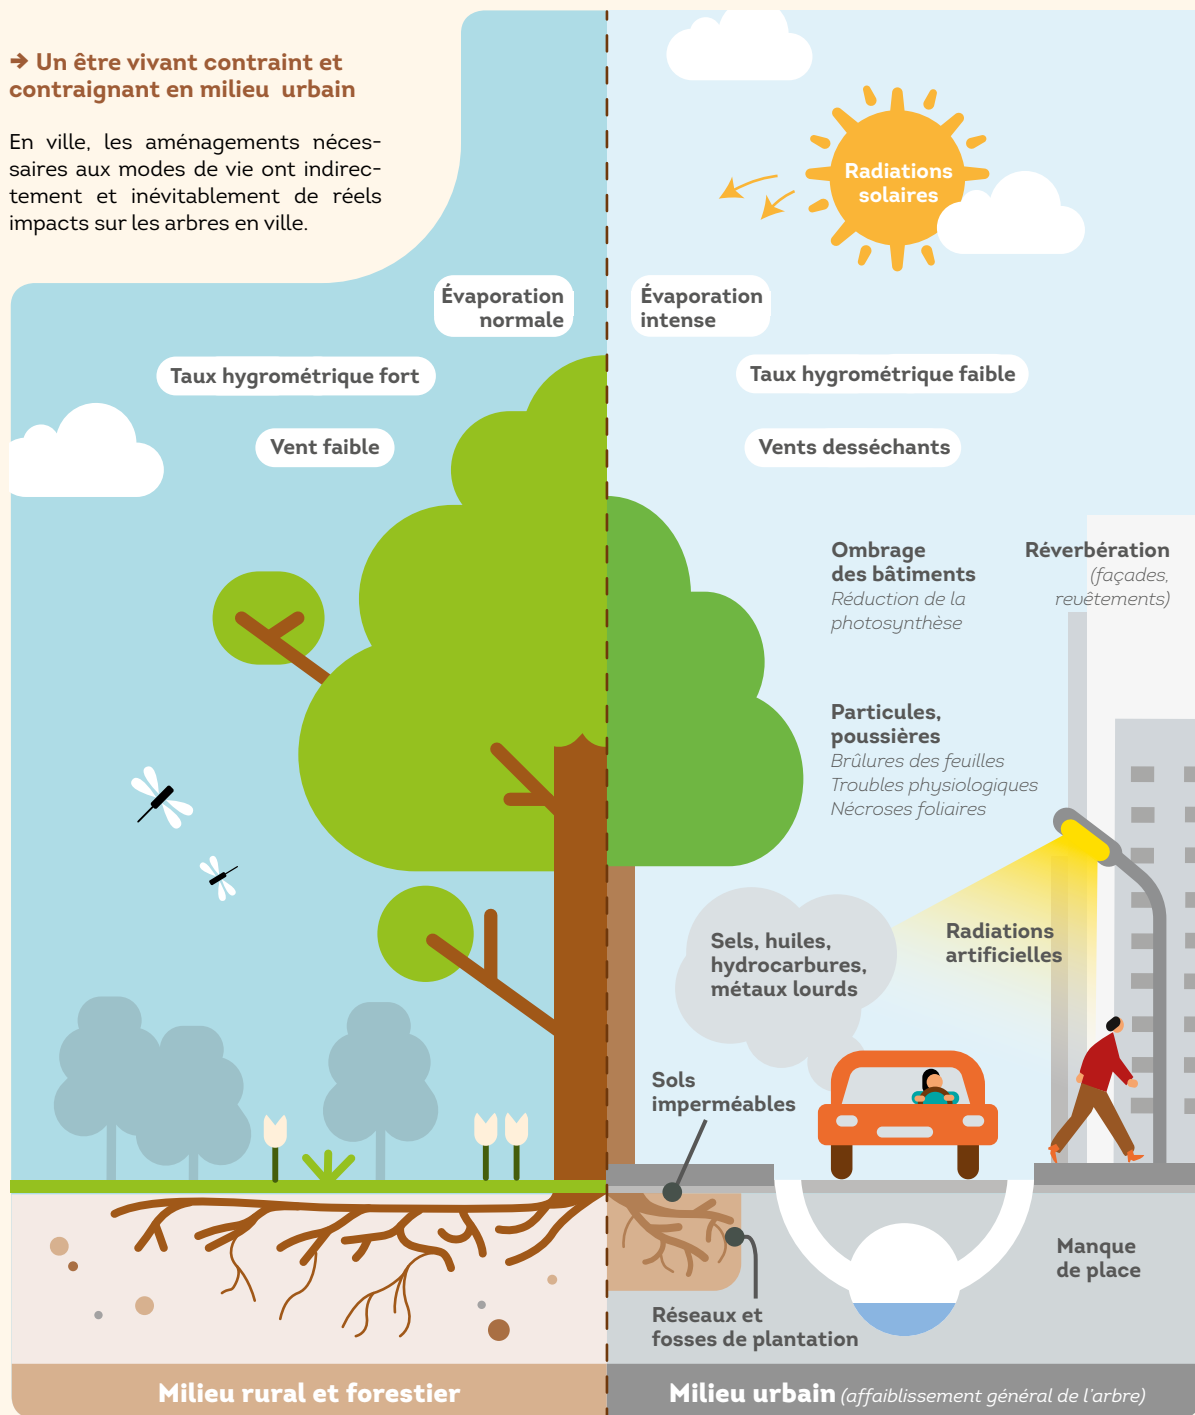 ➔ Un être vivant contraint et
contraignant en milieu urbain
En ville, les aménagements néces-
saires aux modes de vie ont indirec-
tement et inévitablement de réels
impacts sur les arbres en ville.
Radiations
solaires
Évaporation
normale
Évaporation
intense
Taux hygrométrique fort
Taux hygrométrique faible
Vent faible
Vents desséchants
Ombrage
des bâtiments
Réduction de la
photosynthèse
Réverbération
(façades,
revêtements)
Particules,
poussières
Brûlures des feuilles
Troubles physiologiques
Nécroses foliaires
Radiations
artificielles
Sels, huiles,
hydrocarbures,
métaux lourds
Sols
imperméables
Manque
de place
Réseaux et
fosses de plantation
Milieu rural et forestier
Milieu urbain (affaiblissement général de l'arbre)